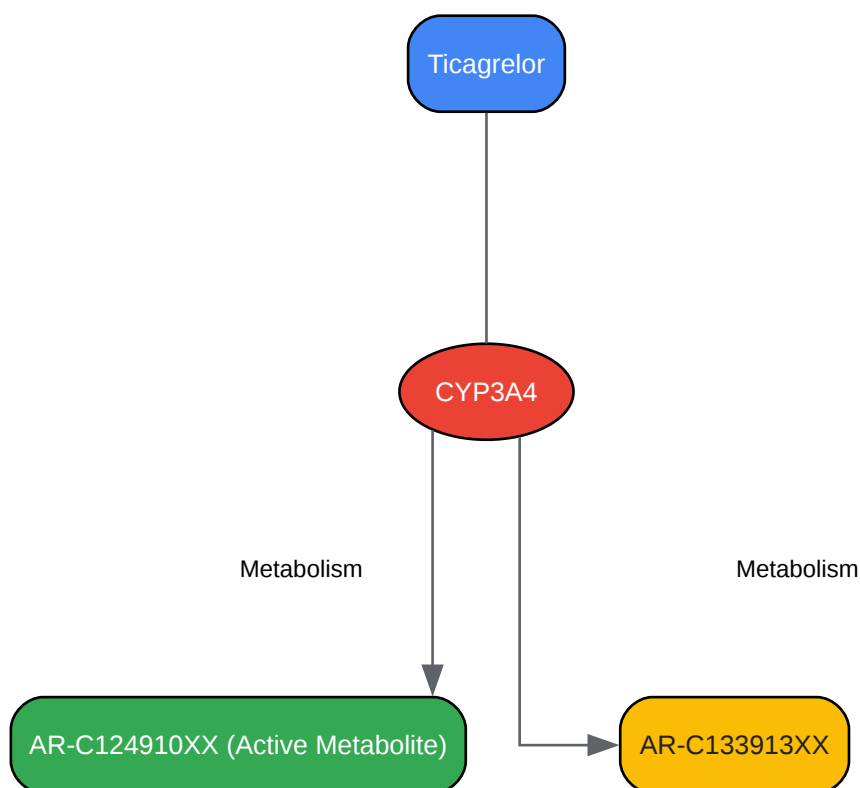 Ticagrelor
CYP3A4
Metabolism
Metabolism
AR-C124910XX (Active Metabolite)
AR-C133913XX